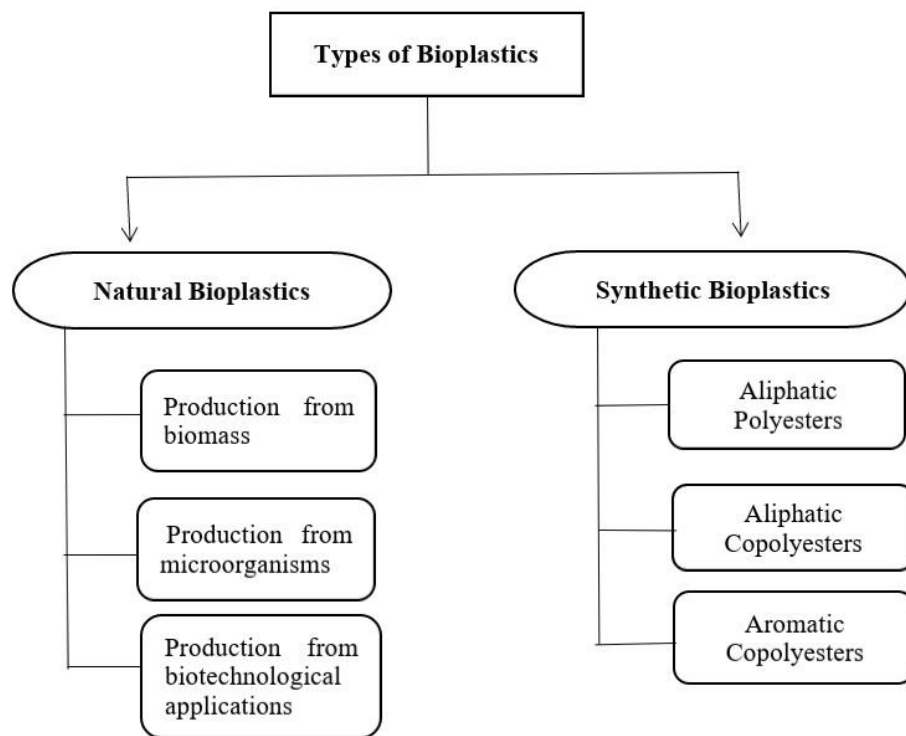 Types of Bioplastics
Natural Bioplastics
Production from
biomass
Production from
microorganisms
Production from
biotechnological
applications
Synthetic Bioplastics
Aliphatic
Polyesters
Aliphatic
Copolyesters
Aromatic
Copolyesters